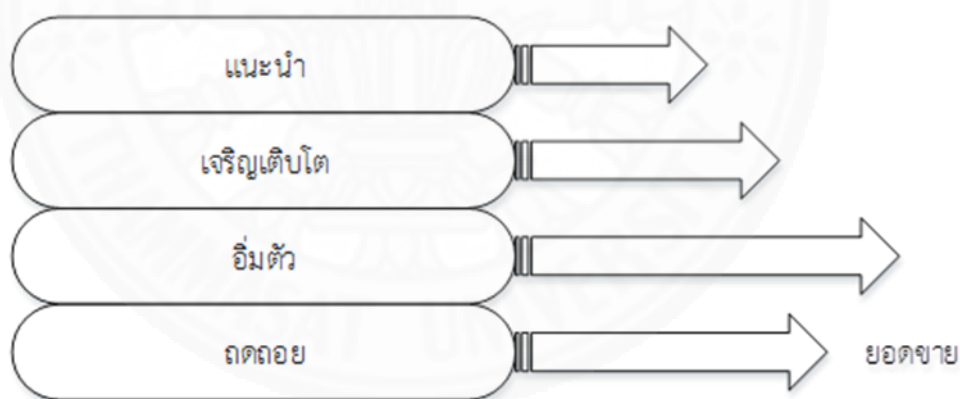 แนะนำ
เจริญเติบโต
อิ่มตัว
ถดถอย
ยอดขาย